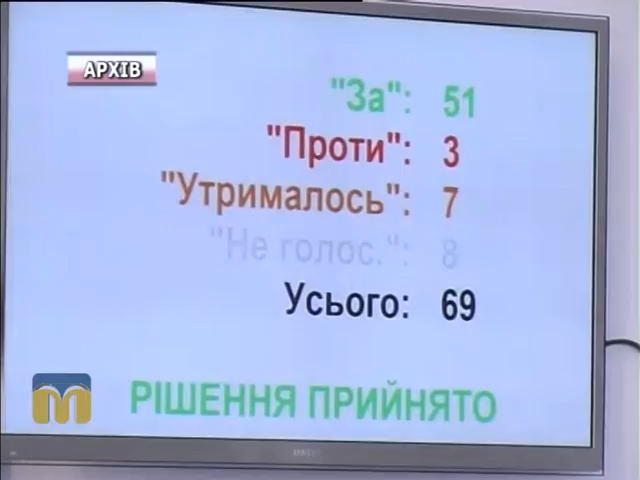 АРХІВ
"За": 51
"Проти": 3
"Утрималось": 7
"Не голос.": 8
Усього: 69
РІШЕННЯ ПРИЙНЯТО